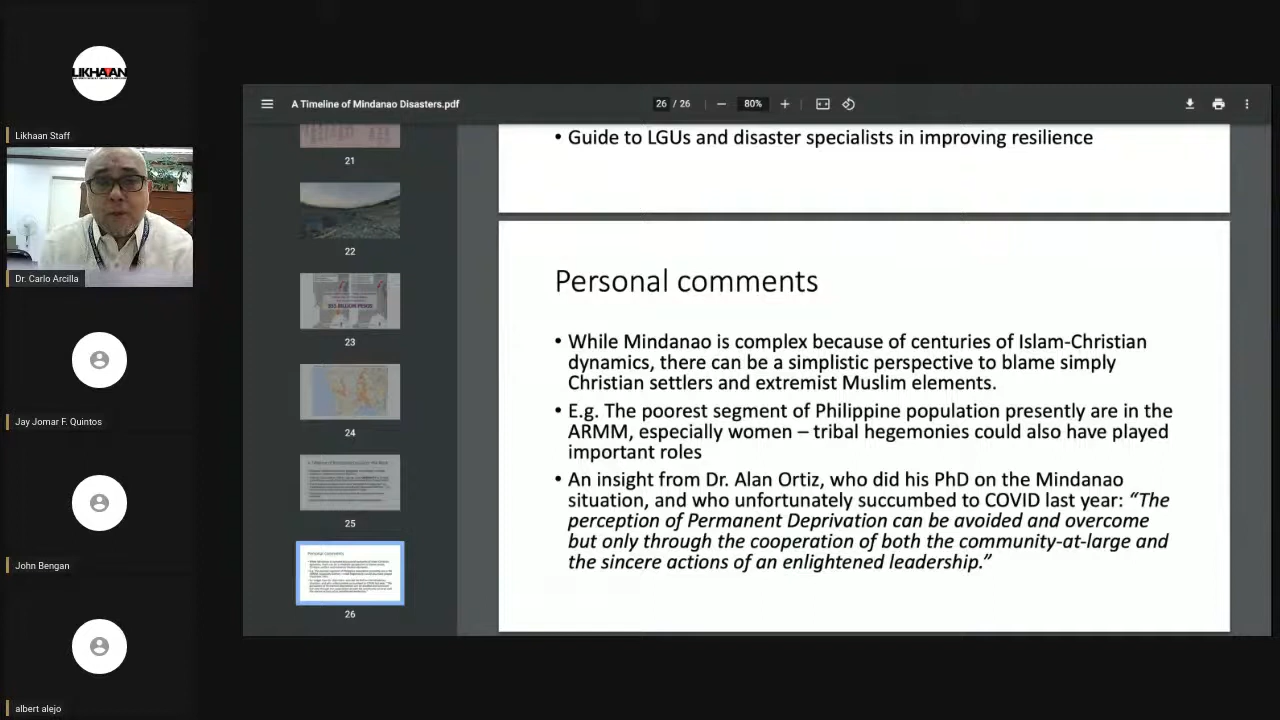 LIKHAAN
Likhaan Staff
Dr. Carlo Arcilla
Jay Jomar F. Quintos
John Bengan
albert alejo
A Timeline of Mindanao Disasters.pdf
26 / 26
80%
21
22
23
24
25
Personal comments
26
• Guide to LGUs and disaster specialists in improving resilience
Personal comments
• While Mindanao is complex because of centuries of Islam-Christian
dynamics, there can be a simplistic perspective to blame simply
Christian settlers and extremist Muslim elements.
• E.g. The poorest segment of Philippine population presently are in the
ARMM, especially women – tribal hegemonies could also have played
important roles
• An insight from Dr. Alan Ortiz, who did his PhD on the Mindanao
situation, and who unfortunately succumbed to COVID last year: “The
perception of Permanent Deprivation can be avoided and overcome
but only through the cooperation of both the community-at-large and
the sincere actions of an enlightened leadership.”